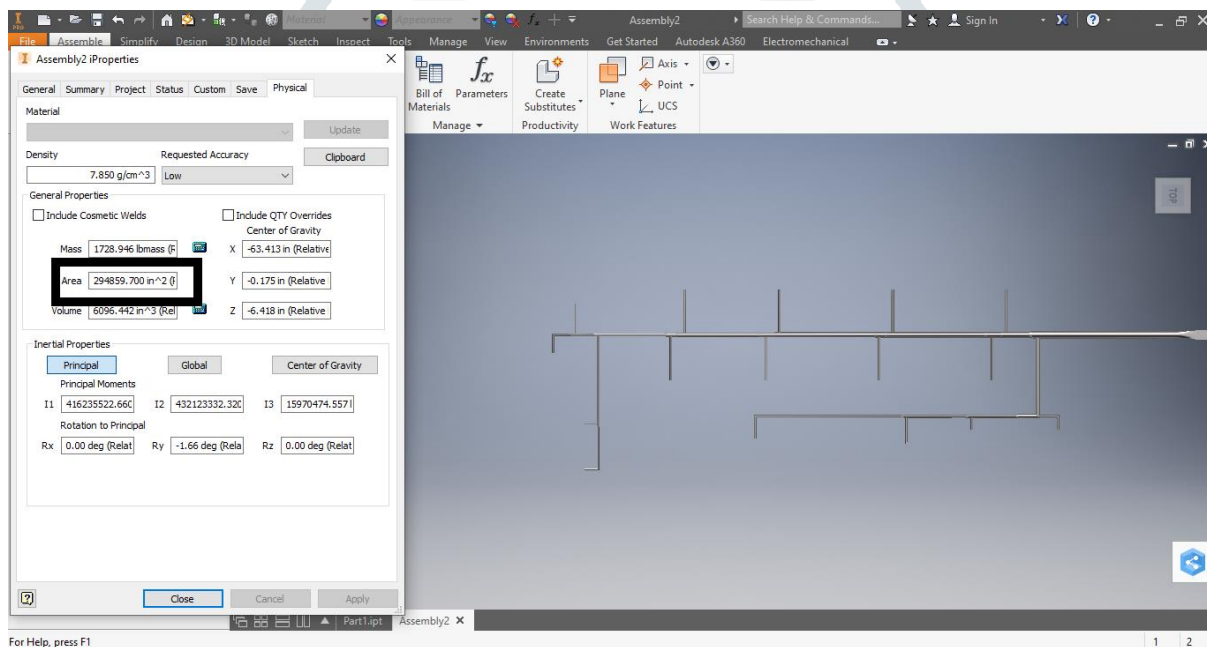 PRO
Material
Appearance
fx
Assembly2
Search Help & Commands...
Sign In
File Assemble Simplify Design 3D Model Sketch Inspect Tools Manage View Environments Get Started Autodesk A360 Electromechanical
Assembly2 iProperties
General Summary Project Status Custom Save Physical
Material
Update
Density Requested Accuracy
Clipboard
7.850 g/cm^3 Low
General Properties
Include Cosmetic Welds Include QTY Overrides
Center of Gravity
Mass 1728.946 lbmass (F X -63.413 in (Relative
Area 294859.700 in^2 (F Y -0.175 in (Relative
Volume 6096.442 in^3 (Rel Z -6.418 in (Relative
Inertial Properties
Principal Global Center of Gravity
Principal Moments
I1 416235522.660 I2 432123332.320 I3 15970474.5571
Rotation to Principal
Rx 0.00 deg (Relat Ry -1.66 deg (Rela Rz 0.00 deg (Relat
Close Cancel Apply
Bill of Materials
fx
Parameters
Manage
Create Substitutes
Productivity
Plane
Axis
Point
UCS
Work Features
TOP
Part1.ipt Assembly2
For Help, press F1
1 2